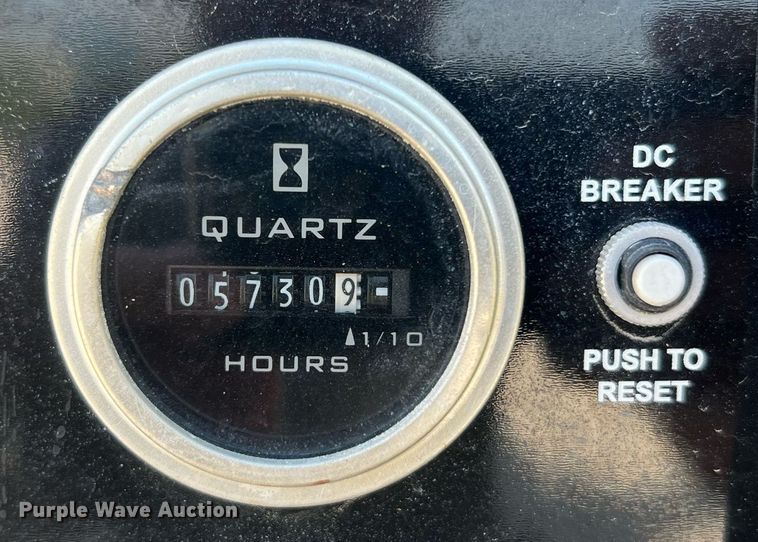 QUARTZ
057309
1/10
HOURS
DC
BREAKER
PUSH TO
RESET
Purple Wave Auction